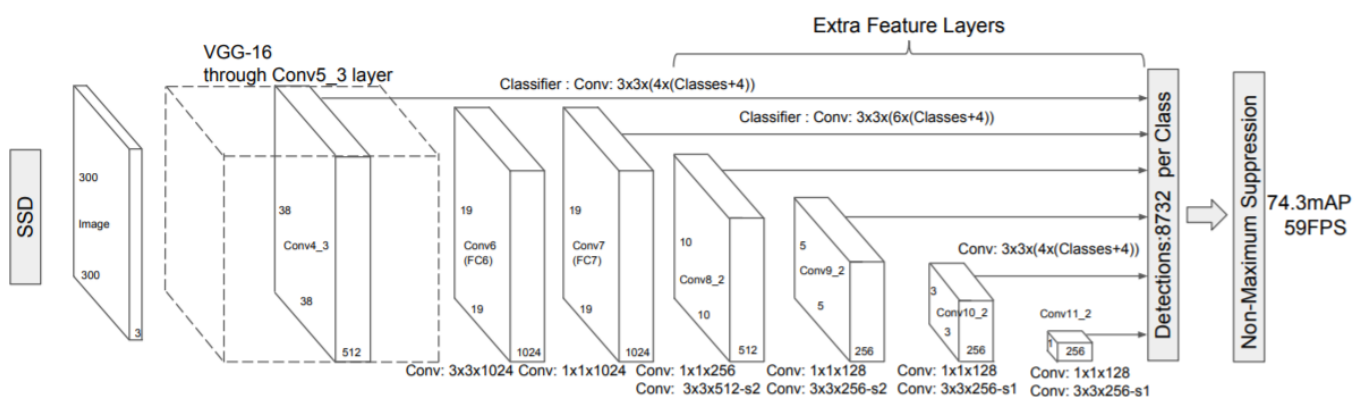 Extra Feature Layers
VGG-16
through Conv5_3 layer
Classifier : Conv: 3x3x(4x(Classes+4))
Classifier : Conv: 3x3x(6x(Classes+4))
SSD
300
Image
300
3
38
Conv4_3
38
512
19
Conv6
(FC6)
19
1024
19
Conv7
(FC7)
19
1024
10
Conv8_2
10
512
5
Conv9_2
5
256
Conv: 3x3x(4x(Classes+4))
3
Conv10_2
3
256
Conv11_2
1
256
Detections:8732 per Class
Non-Maximum Suppression
74.3mAP
59FPS
Conv: 3x3x1024
Conv: 1x1x1024
Conv: 1x1x256
Conv: 3x3x512-s2
Conv: 1x1x128
Conv: 3x3x256-s2
Conv: 1x1x128
Conv: 3x3x256-s1
Conv: 1x1x128
Conv: 3x3x256-s1